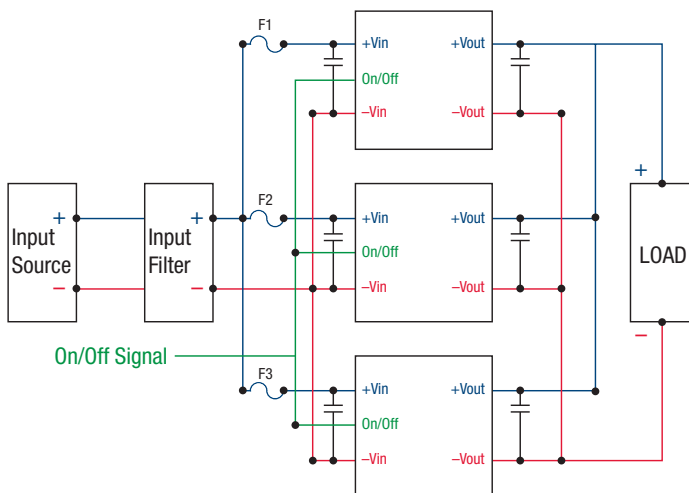 F1
+Vin
+Vout
On/Off
–Vin
–Vout
Input
Source
+
–
Input
Filter
+
–
F2
+Vin
+Vout
On/Off
–Vin
–Vout
+
LOAD
–
On/Off Signal
F3
+Vin
+Vout
On/Off
–Vin
–Vout